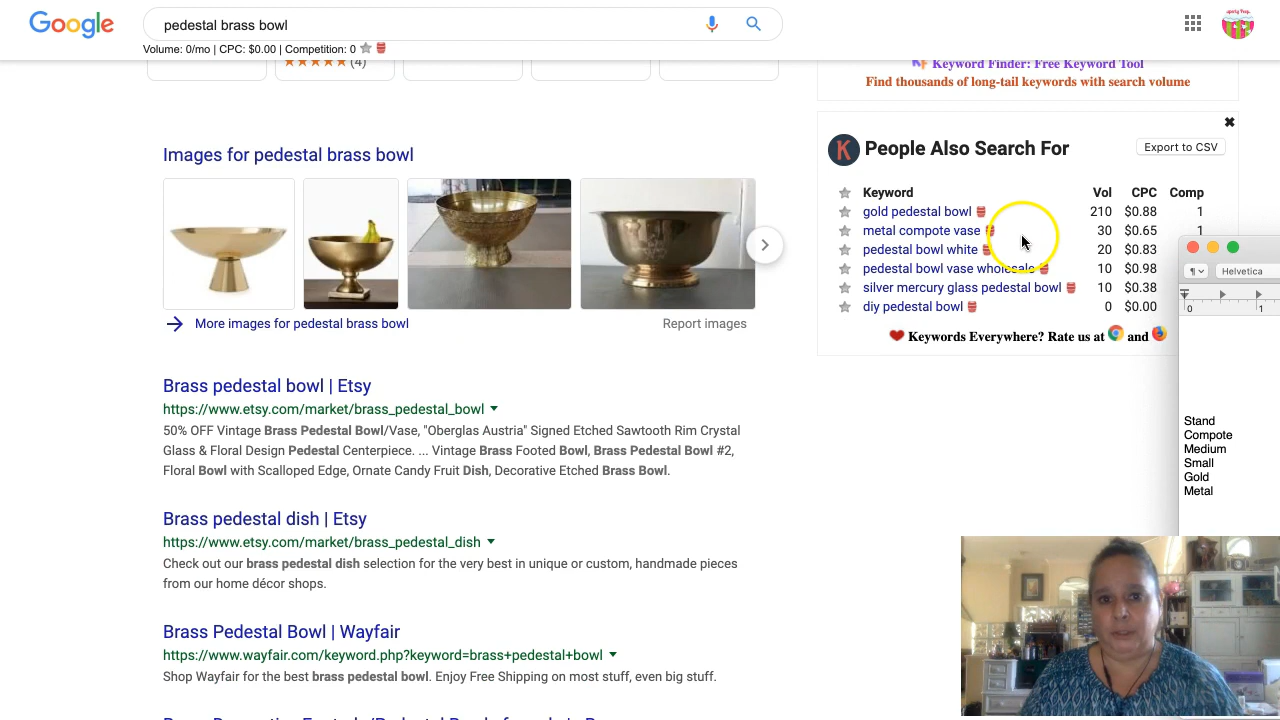 Google
pedestal brass bowl
Volume: 0/mo | CPC: $0.00 | Competition: 0
(4)
Keyword Finder: Free Keyword Tool
Find thousands of long-tail keywords with search volume
Images for pedestal brass bowl
More images for pedestal brass bowl
Report images
Brass pedestal bowl | Etsy
https://www.etsy.com/market/brass_pedestal_bowl
50% OFF Vintage Brass Pedestal Bowl/Vase, "Oberglas Austria" Signed Etched Sawtooth Rim Crystal
Glass & Floral Design Pedestal Centerpiece. ... Vintage Brass Footed Bowl, Brass Pedestal Bowl #2,
Floral Bowl with Scalloped Edge, Ornate Candy Fruit Dish, Decorative Etched Brass Bowl.
Brass pedestal dish | Etsy
https://www.etsy.com/market/brass_pedestal_dish
Check out our brass pedestal dish selection for the very best in unique or custom, handmade pieces
from our home décor shops.
Brass Pedestal Bowl | Wayfair
https://www.wayfair.com/keyword.php?keyword=brass+pedestal+bowl
Shop Wayfair for the best brass pedestal bowl. Enjoy Free Shipping on most stuff, even big stuff.
K People Also Search For
Export to CSV
Keyword Vol CPC Comp
gold pedestal bowl 210 $0.88 1
metal compote vase 30 $0.65 1
pedestal bowl white 20 $0.83
pedestal bowl vase wholesale 10 $0.98
silver mercury glass pedestal bowl 10 $0.38
diy pedestal bowl 0 $0.00
Keywords Everywhere? Rate us at and
¶ Helvetica
0 1
Stand
Compote
Medium
Small
Gold
Metal